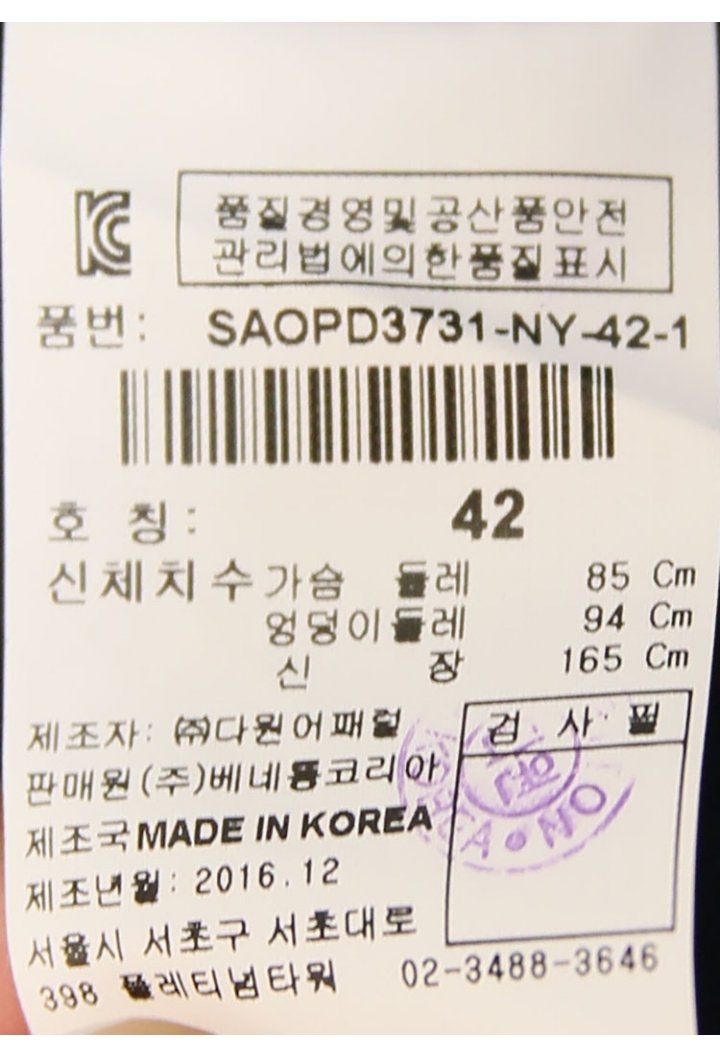 KC
품질경영및공산품안전
관리법에의한품질표시
품번: SAOPD3731-NY-42-1
호 칭: 42
신체치수 가슴 둘레 85 Cm
엉덩이둘레 94 Cm
신 장 165 Cm
제조자: ㈜다원어패럴
검 사 필
판매원(주)베네통코리아
제조국 MADE IN KOREA
제조년월: 2016.12
서울시 서초구 서초대로
398 플레티넘타워 02-3488-3646